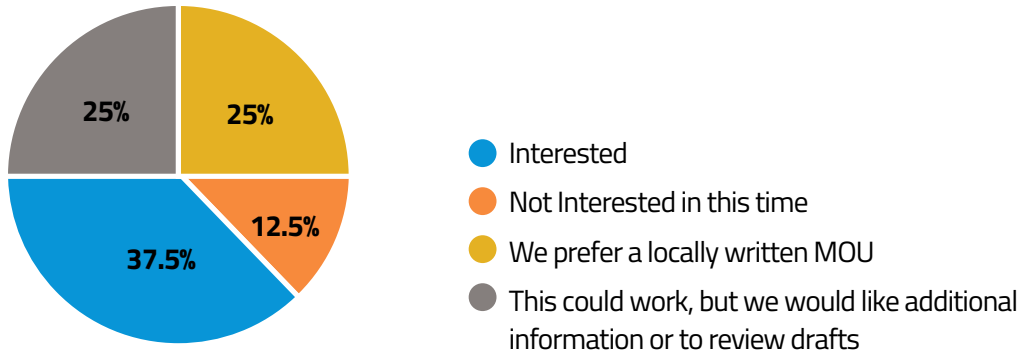 25%
25%
12.5%
37.5%
Interested
Not Interested in this time
We prefer a locally written MOU
This could work, but we would like additional
information or to review drafts